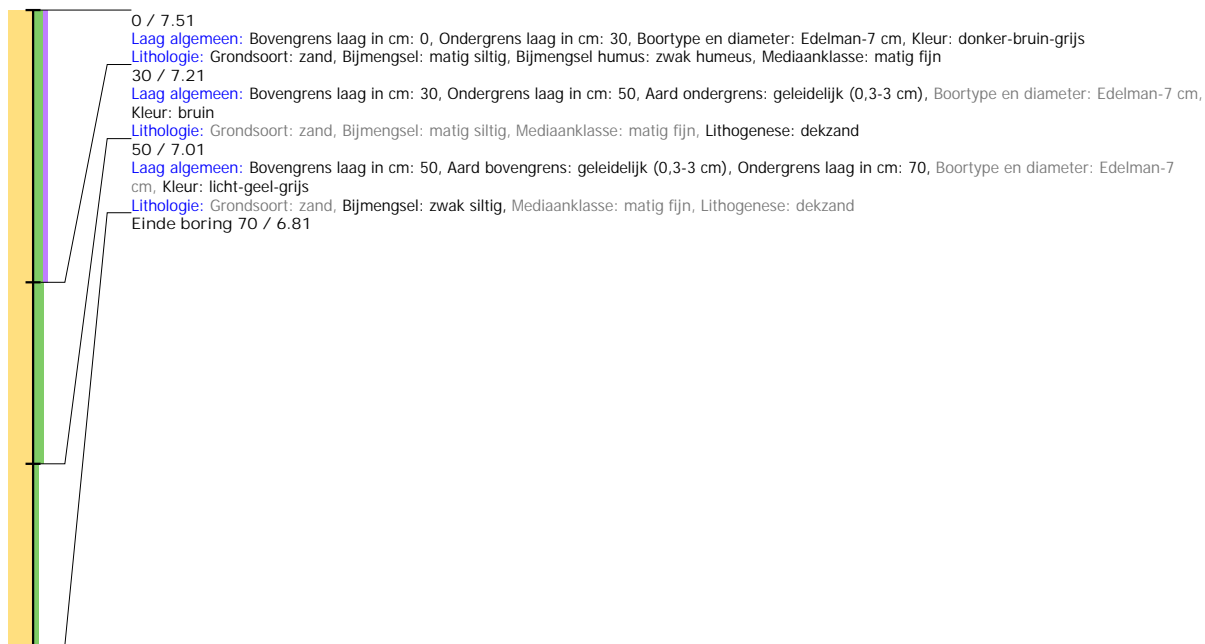 0 / 7.51
Laag algemeen: Bovengrens laag in cm: 0, Ondergrens laag in cm: 30, Boortype en diameter: Edelman-7 cm, Kleur: donker-bruin-grijs
Lithologie: Grondsoort: zand, Bijmengsel: matig siltig, Bijmengsel humus: zwak humeus, Mediaanklasse: matig fijn
30 / 7.21
Laag algemeen: Bovengrens laag in cm: 30, Ondergrens laag in cm: 50, Aard ondergrens: geleidelijk (0,3-3 cm), Boortype en diameter: Edelman-7 cm,
Kleur: bruin
Lithologie: Grondsoort: zand, Bijmengsel: matig siltig, Mediaanklasse: matig fijn, Lithogenese: dekzand
50 / 7.01
Laag algemeen: Bovengrens laag in cm: 50, Aard bovengrens: geleidelijk (0,3-3 cm), Ondergrens laag in cm: 70, Boortype en diameter: Edelman-7
cm, Kleur: licht-geel-grijs
Lithologie: Grondsoort: zand, Bijmengsel: zwak siltig, Mediaanklasse: matig fijn, Lithogenese: dekzand
Einde boring 70 / 6.81